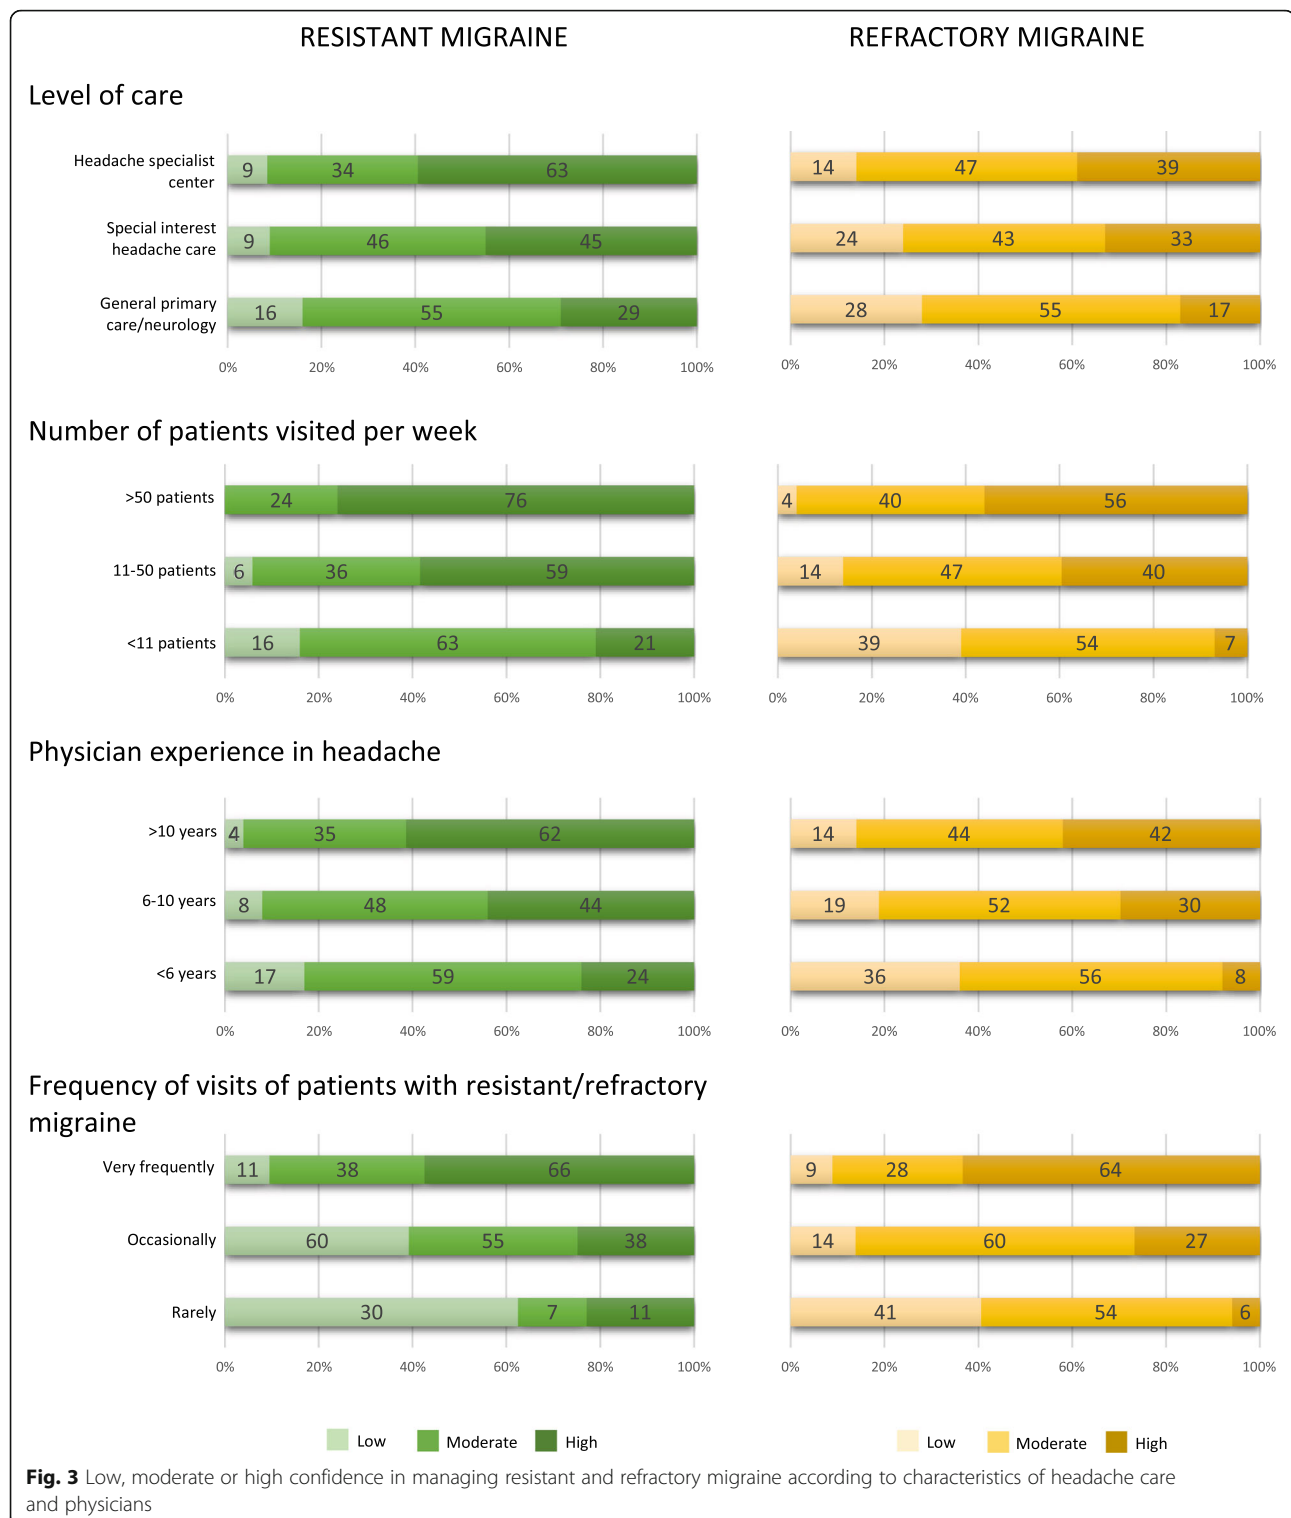 RESISTANT MIGRAINE
REFRACTORY MIGRAINE
Level of care
Headache specialist
center
9 34 63
14 47 39
Special interest
headache care
9 46 45
24 43 33
General primary
care/neurology
16 55 29
28 55 17
0% 20% 40% 60% 80% 100%
0% 20% 40% 60% 80% 100%
Number of patients visited per week
>50 patients
24 76
4 40 56
11-50 patients
6 36 59
14 47 40
<11 patients
16 63 21
39 54 7
0% 20% 40% 60% 80% 100%
0% 20% 40% 60% 80% 100%
Physician experience in headache
>10 years
4 35 62
14 44 42
6-10 years
8 48 44
19 52 30
<6 years
17 59 24
36 56 8
0% 20% 40% 60% 80% 100%
0% 20% 40% 60% 80% 100%
Frequency of visits of patients with resistant/refractory
migraine
Very frequently
11 38 66
9 28 64
Occasionally
60 55 38
14 60 27
Rarely
30 7 11
41 54 6
0% 20% 40% 60% 80% 100%
0% 20% 40% 60% 80% 100%
Low Moderate High
Low Moderate High
Fig. 3 Low, moderate or high confidence in managing resistant and refractory migraine according to characteristics of headache care
and physicians